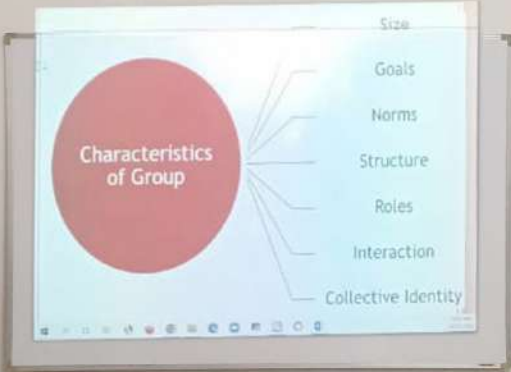 Characteristics
of Group
Size
Goals
Norms
Structure
Roles
Interaction
Collective Identity